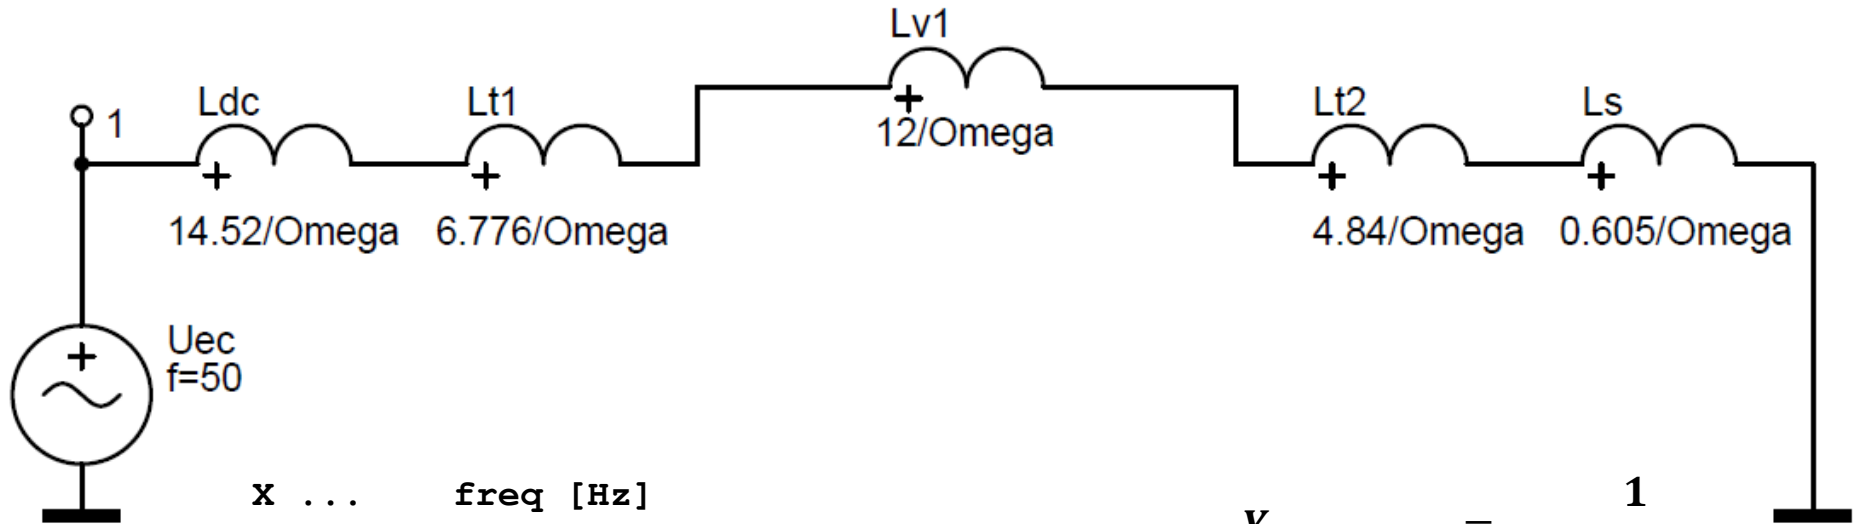 Lv1
12/Omega
1
Ldc
14.52/Omega
Lt1
6.776/Omega
Lt2
4.84/Omega
Ls
0.605/Omega
Uec
f=50
X ... freq [Hz]
1
=